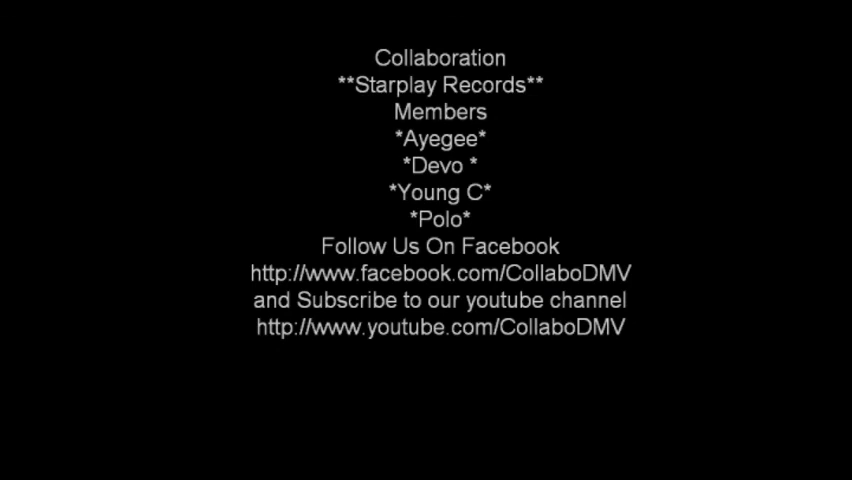 Collaboration
**Starplay Records**
Members
*Ayegee*
*Devo *
*Young C*
*Polo*
Follow Us On Facebook
http://www.facebook.com/CollaboDMV
and Subscribe to our youtube channel
http://www.youtube.com/CollaboDMV